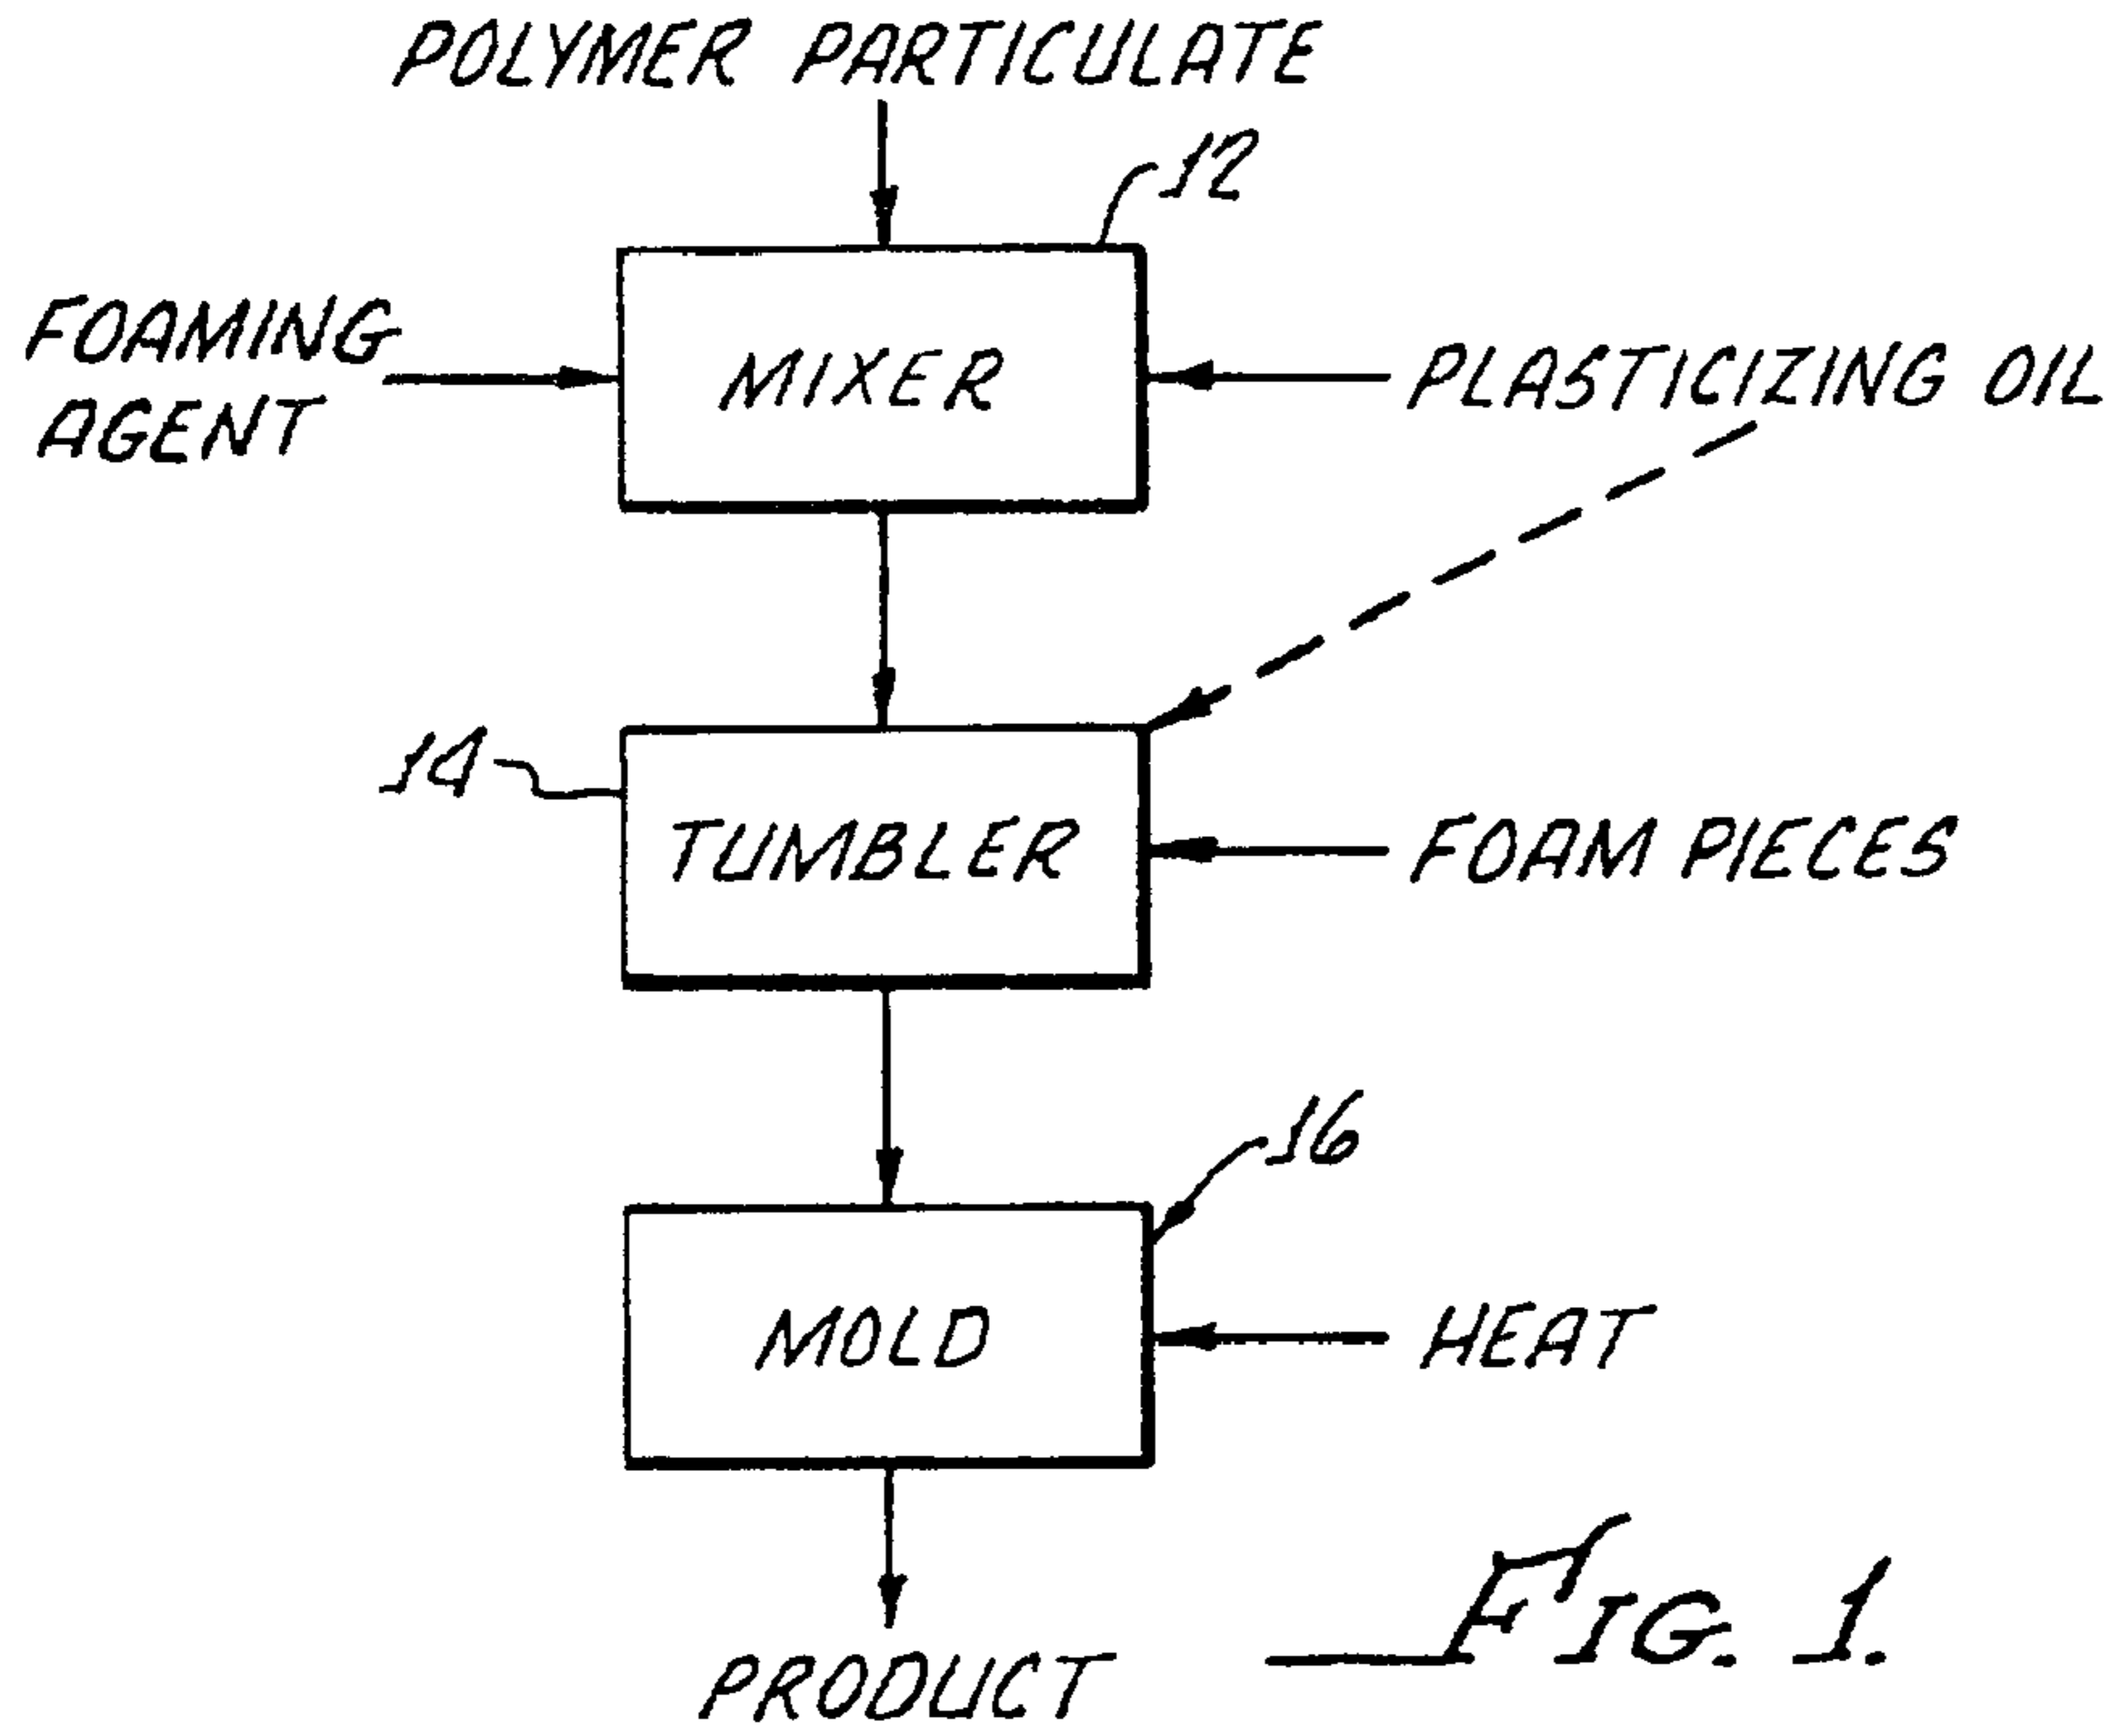 POLYMER PARTICULATE
12
FOAMING
AGENT
MIXER
PLASTICIZING OIL
14
TUMBLER
FOAM PIECES
16
MOLD
HEAT
PRODUCT
FIG. 1.